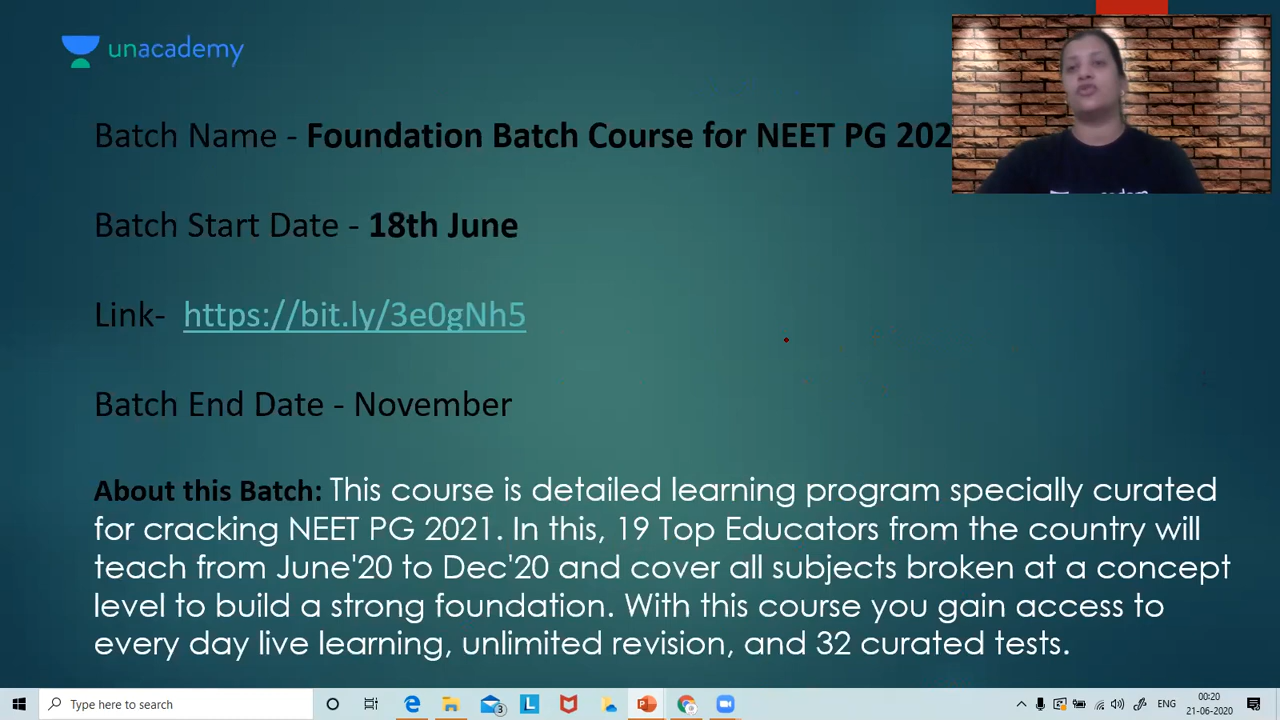 unacademy
Batch Name - Foundation Batch Course for NEET PG 202
Batch Start Date - 18th June
Link- https://bit.ly/3e0gNh5
Batch End Date - November
About this Batch: This course is detailed learning program specially curated
for cracking NEET PG 2021. In this, 19 Top Educators from the country will
teach from June'20 to Dec'20 and cover all subjects broken at a concept
level to build a strong foundation. With this course you gain access to
every day live learning, unlimited revision, and 32 curated tests.
Type here to search
3
L
ENG
00:20
21-06-2020